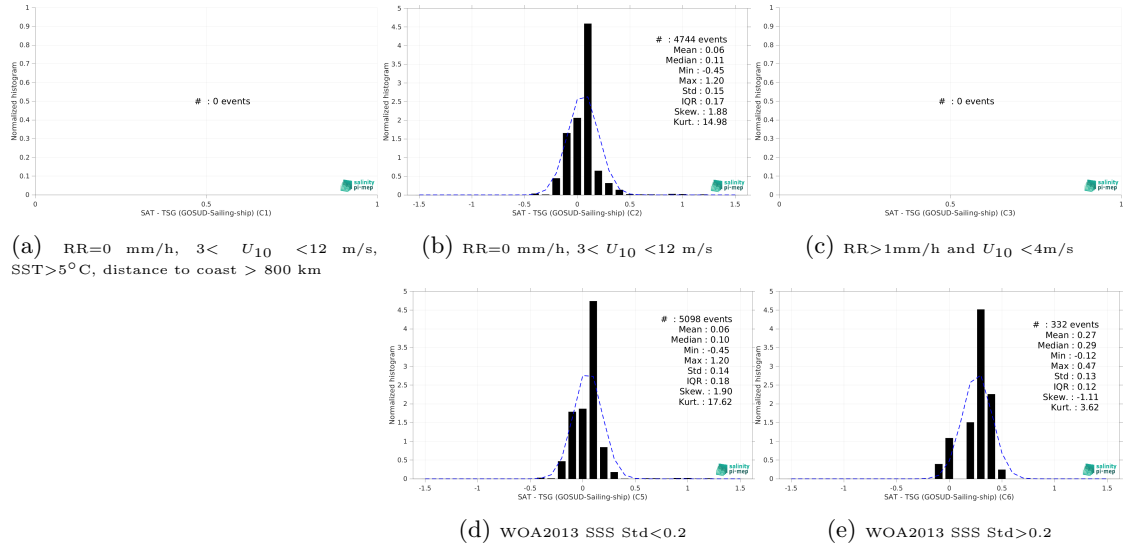 1
0.9
0.8
0.7
0.6
0.5
0.4
0.3
0.2
0.1
0
Normalized histogram
# : 0 events
salinity
pi-mep
0 0.5 1
SAT - TSG (GOSUD-Sailing-ship) (C1)
(a) RR=0 mm/h, 3< U10 <12 m/s,
SST>5°C, distance to coast > 800 km
5
4.5
4
3.5
3
2.5
2
1.5
1
0.5
0
Normalized histogram
# : 4744 events
Mean : 0.06
Median : 0.11
Min : -0.45
Max : 1.20
Std : 0.15
IQR : 0.17
Skew. : 1.88
Kurt. : 14.98
salinity
pi-mep
-1.5 -1 -0.5 0 0.5 1 1.5
SAT - TSG (GOSUD-Sailing-ship) (C2)
(b) RR=0 mm/h, 3< U10 <12 m/s
1
0.9
0.8
0.7
0.6
0.5
0.4
0.3
0.2
0.1
0
Normalized histogram
# : 0 events
salinity
pi-mep
0 0.5 1
SAT - TSG (GOSUD-Sailing-ship) (C3)
(c) RR>1mm/h and U10 <4m/s
5
4.5
4
3.5
3
2.5
2
1.5
1
0.5
0
Normalized histogram
# : 5098 events
Mean : 0.06
Median : 0.10
Min : -0.45
Max : 1.20
Std : 0.14
IQR : 0.18
Skew. : 1.90
Kurt. : 17.62
salinity
pi-mep
-1.5 -1 -0.5 0 0.5 1 1.5
SAT - TSG (GOSUD-Sailing-ship) (C5)
(d) WOA2013 SSS Std<0.2
5
4.5
4
3.5
3
2.5
2
1.5
1
0.5
0
Normalized histogram
# : 332 events
Mean : 0.27
Median : 0.29
Min : -0.12
Max : 0.47
Std : 0.13
IQR : 0.12
Skew. : -1.11
Kurt. : 3.62
salinity
pi-mep
-1.5 -1 -0.5 0 0.5 1 1.5
SAT - TSG (GOSUD-Sailing-ship) (C6)
(e) WOA2013 SSS Std>0.2